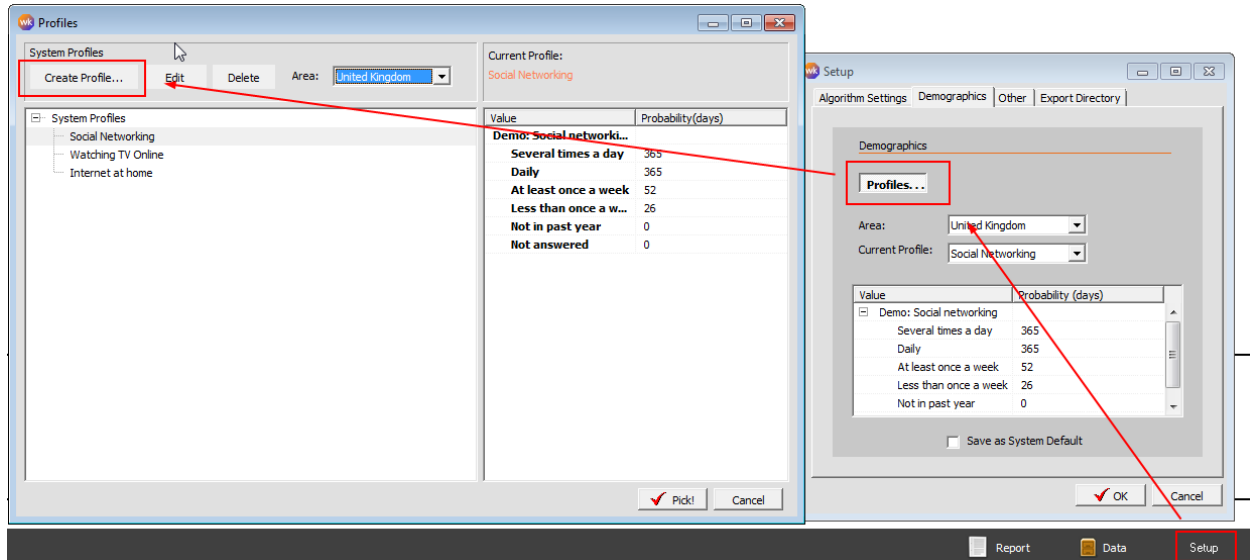 wk Profiles
System Profiles
Create Profile... Edit Delete Area: United Kingdom
System Profiles
Social Networking
Watching TV Online
Internet at home
Current Profile:
Social Networking
Value Probability(days)
Demo: Social networki...
Several times a day 365
Daily 365
At least once a week 52
Less than once a w... 26
Not in past year 0
Not answered 0
Pick! Cancel
wk Setup
Algorithm Settings Demographics Other Export Directory
Demographics
Profiles...
Area: United Kingdom
Current Profile: Social Networking
Value Probability (days)
Demo: Social networking
Several times a day 365
Daily 365
At least once a week 52
Less than once a week 26
Not in past year 0
Save as System Default
OK Cancel
Report Data Setup